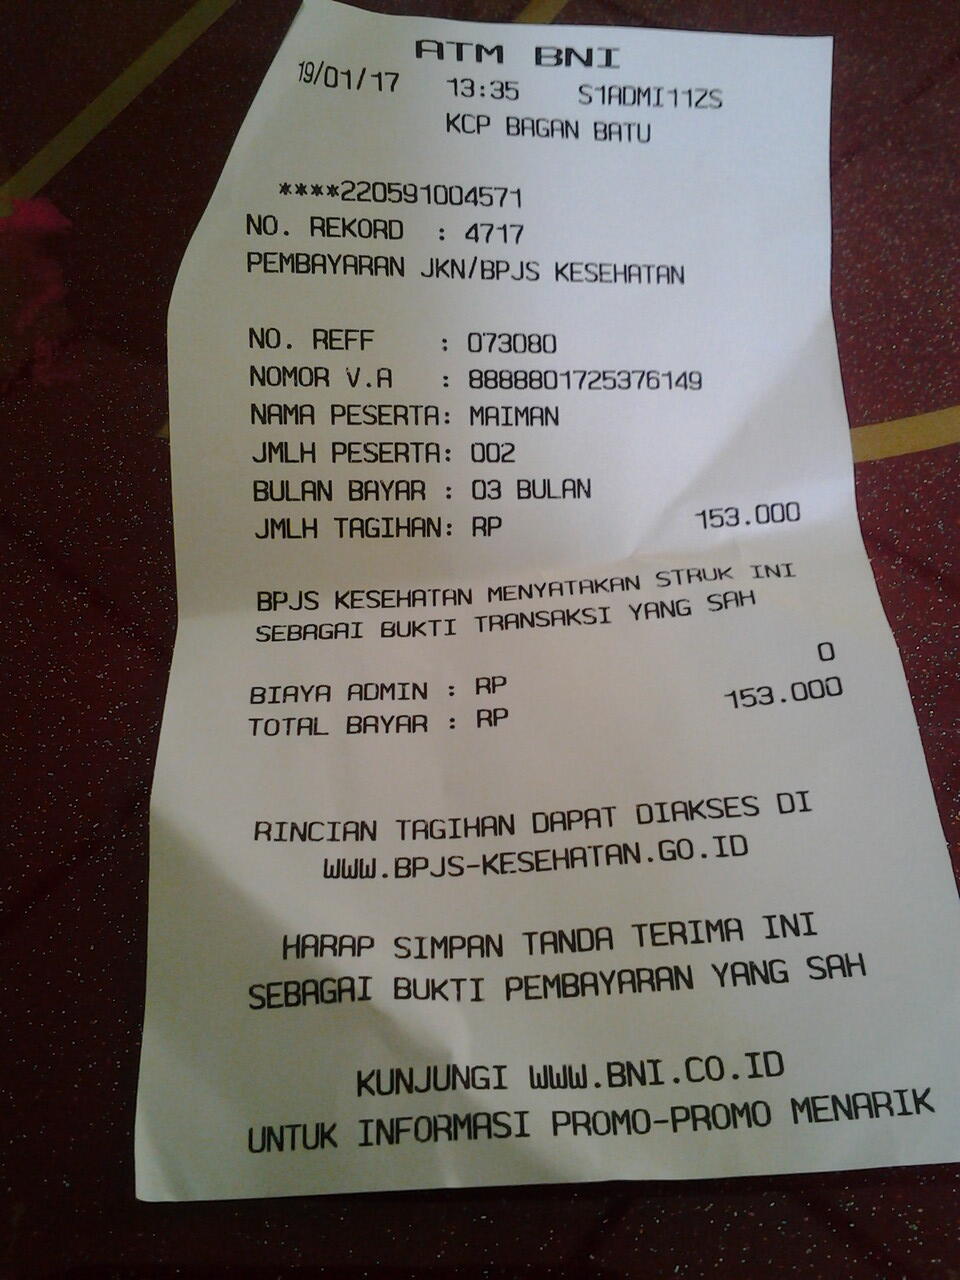 ATM BNI
19/01/17 13:35 S1ADMI11ZS
KCP BAGAN BATU
****220591004571
NO. REKORD : 4717
PEMBAYARAN JKN/BPJS KESEHATAN
NO. REFF : 073080
NOMOR V.A : 8888801725376149
NAMA PESERTA: MAIMAN
JMLH PESERTA: 002
BULAN BAYAR : 03 BULAN
JMLH TAGIHAN: RP 153.000
BPJS KESEHATAN MENYATAKAN STRUK INI
SEBAGAI BUKTI TRANSAKSI YANG SAH
BIAYA ADMIN : RP 0
TOTAL BAYAR : RP 153.000
RINCIAN TAGIHAN DAPAT DIAKSES DI
WWW.BPJS-KESEHATAN.GO.ID
HARAP SIMPAN TANDA TERIMA INI
SEBAGAI BUKTI PEMBAYARAN YANG SAH
KUNJUNGI WWW.BNI.CO.ID
UNTUK INFORMASI PROMO-PROMO MENARIK